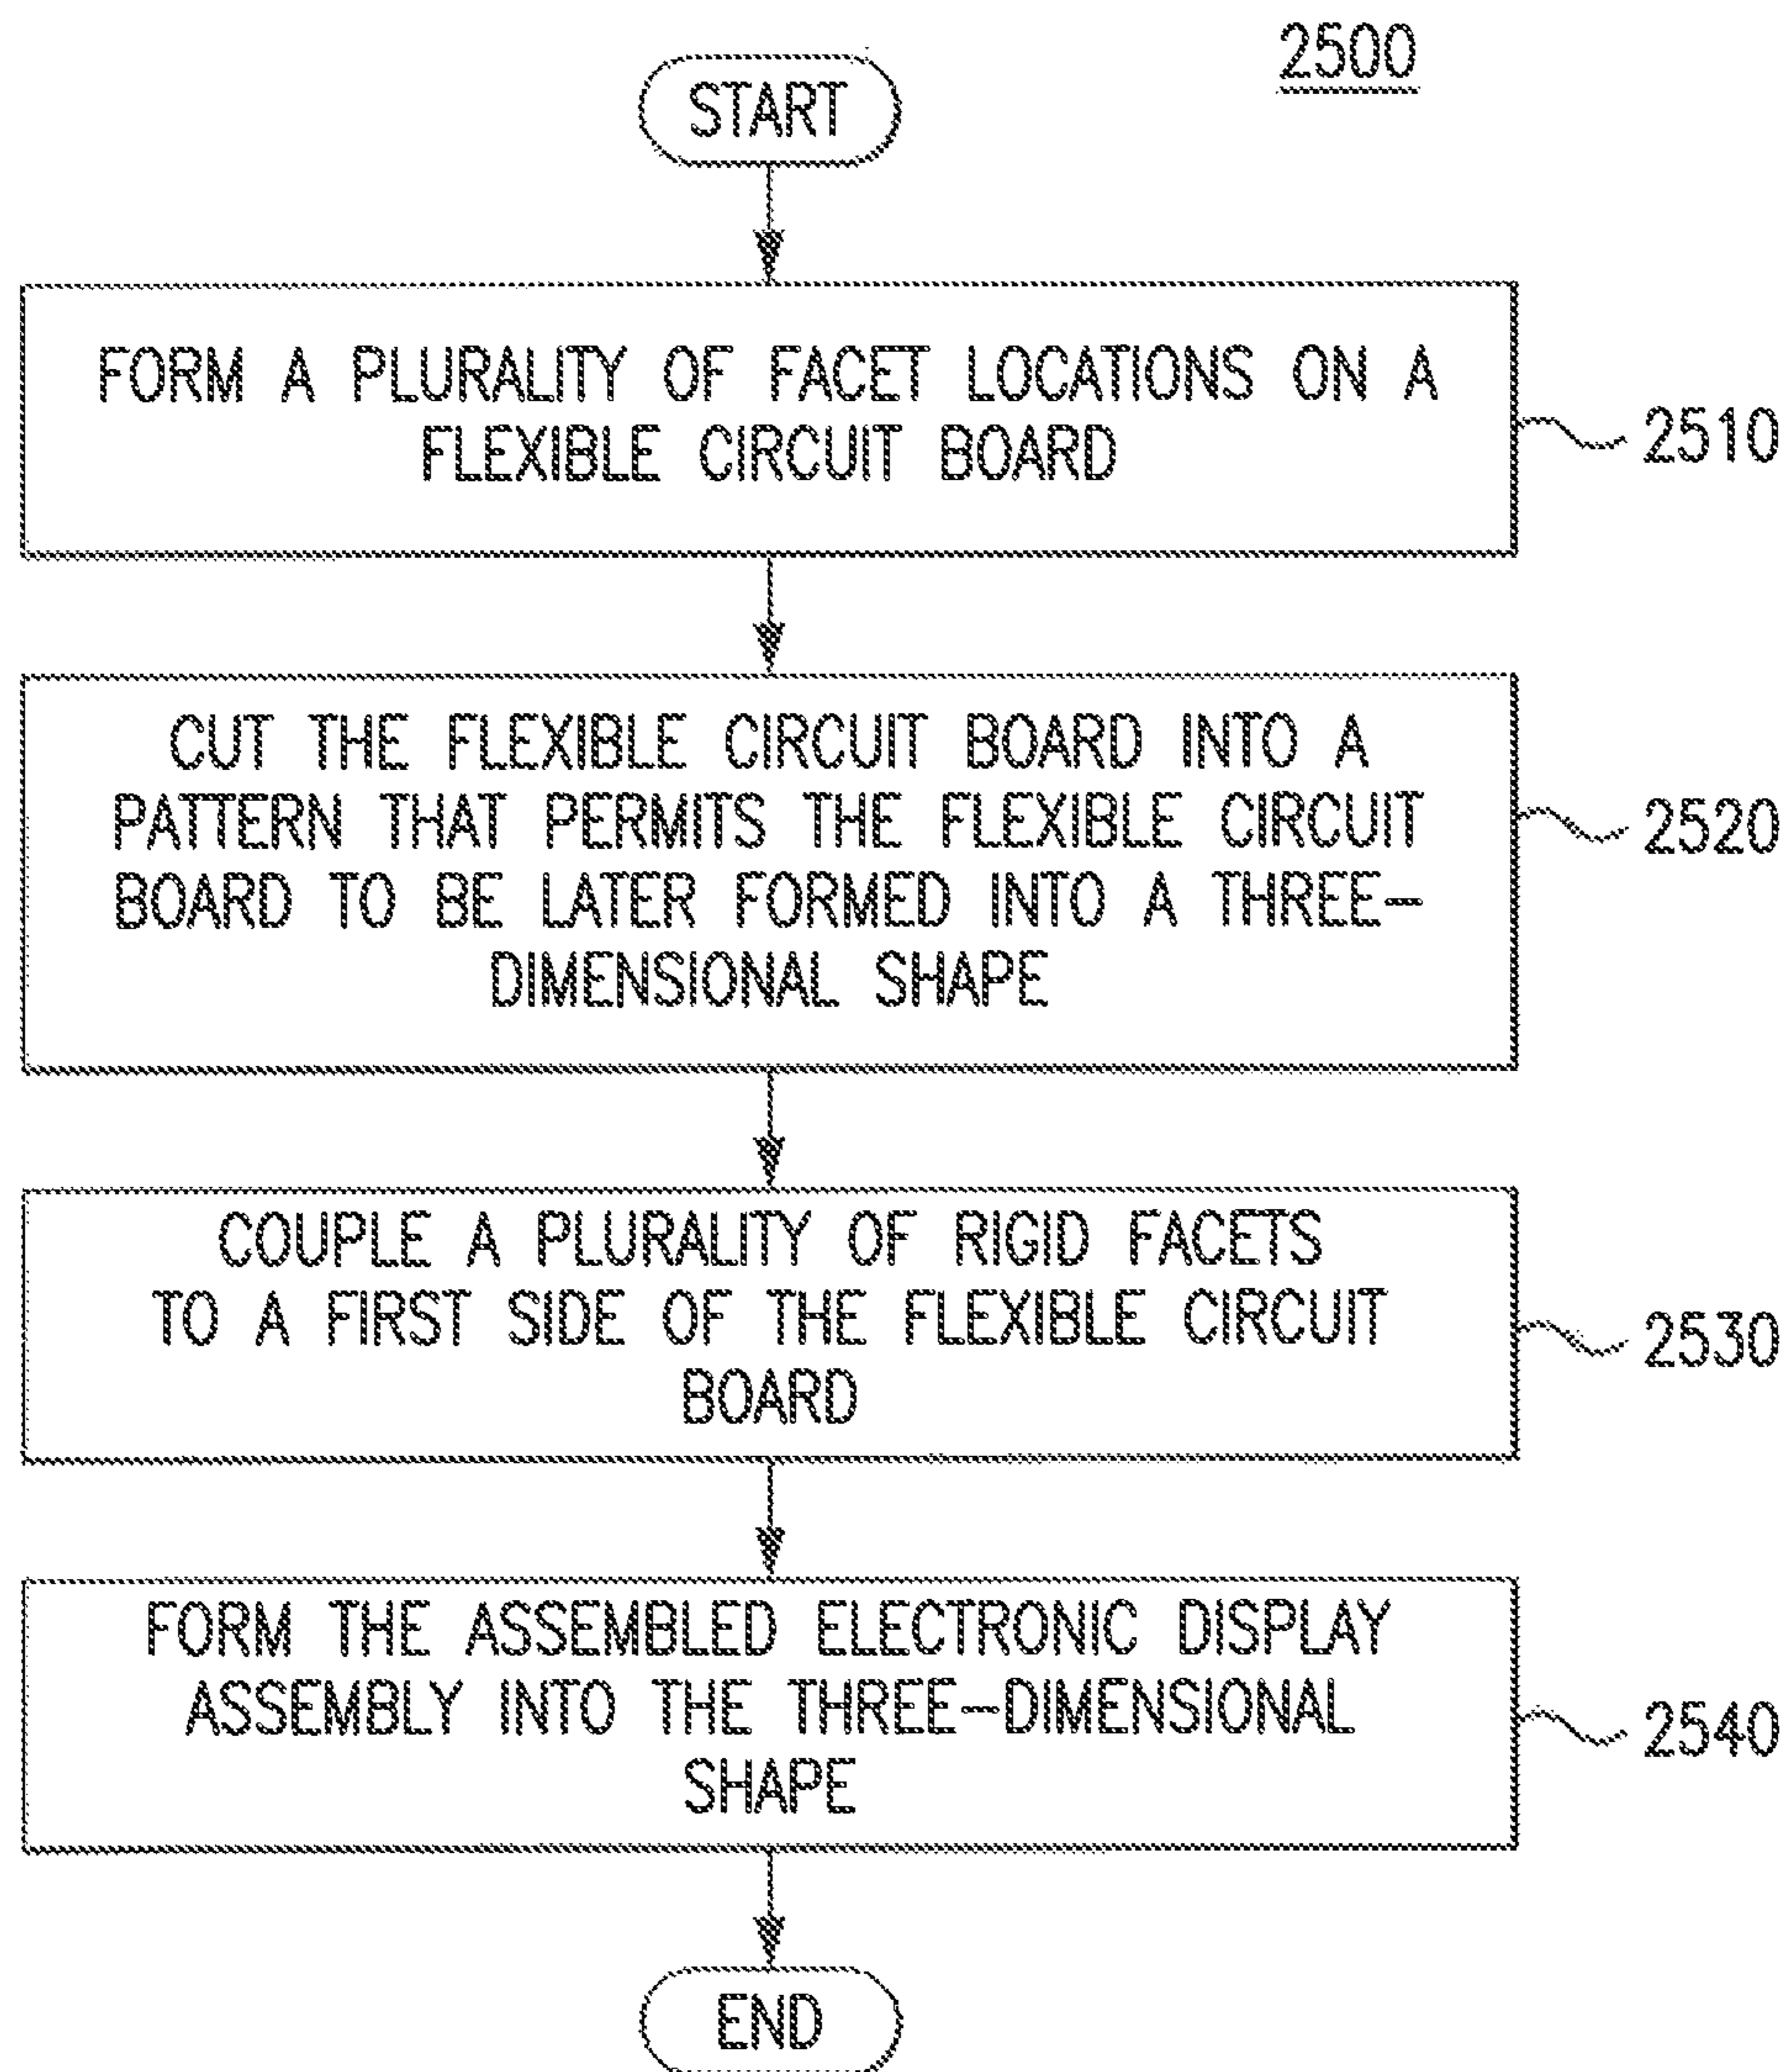 2500
START
FORM A PLURALITY OF FACET LOCATIONS ON A
FLEXIBLE CIRCUIT BOARD
2510
CUT THE FLEXIBLE CIRCUIT BOARD INTO A
PATTERN THAT PERMITS THE FLEXIBLE CIRCUIT
BOARD TO BE LATER FORMED INTO A THREE-
DIMENSIONAL SHAPE
2520
COUPLE A PLURALITY OF RIGID FACETS
TO A FIRST SIDE OF THE FLEXIBLE CIRCUIT
BOARD
2530
FORM THE ASSEMBLED ELECTRONIC DISPLAY
ASSEMBLY INTO THE THREE-DIMENSIONAL
SHAPE
2540
END